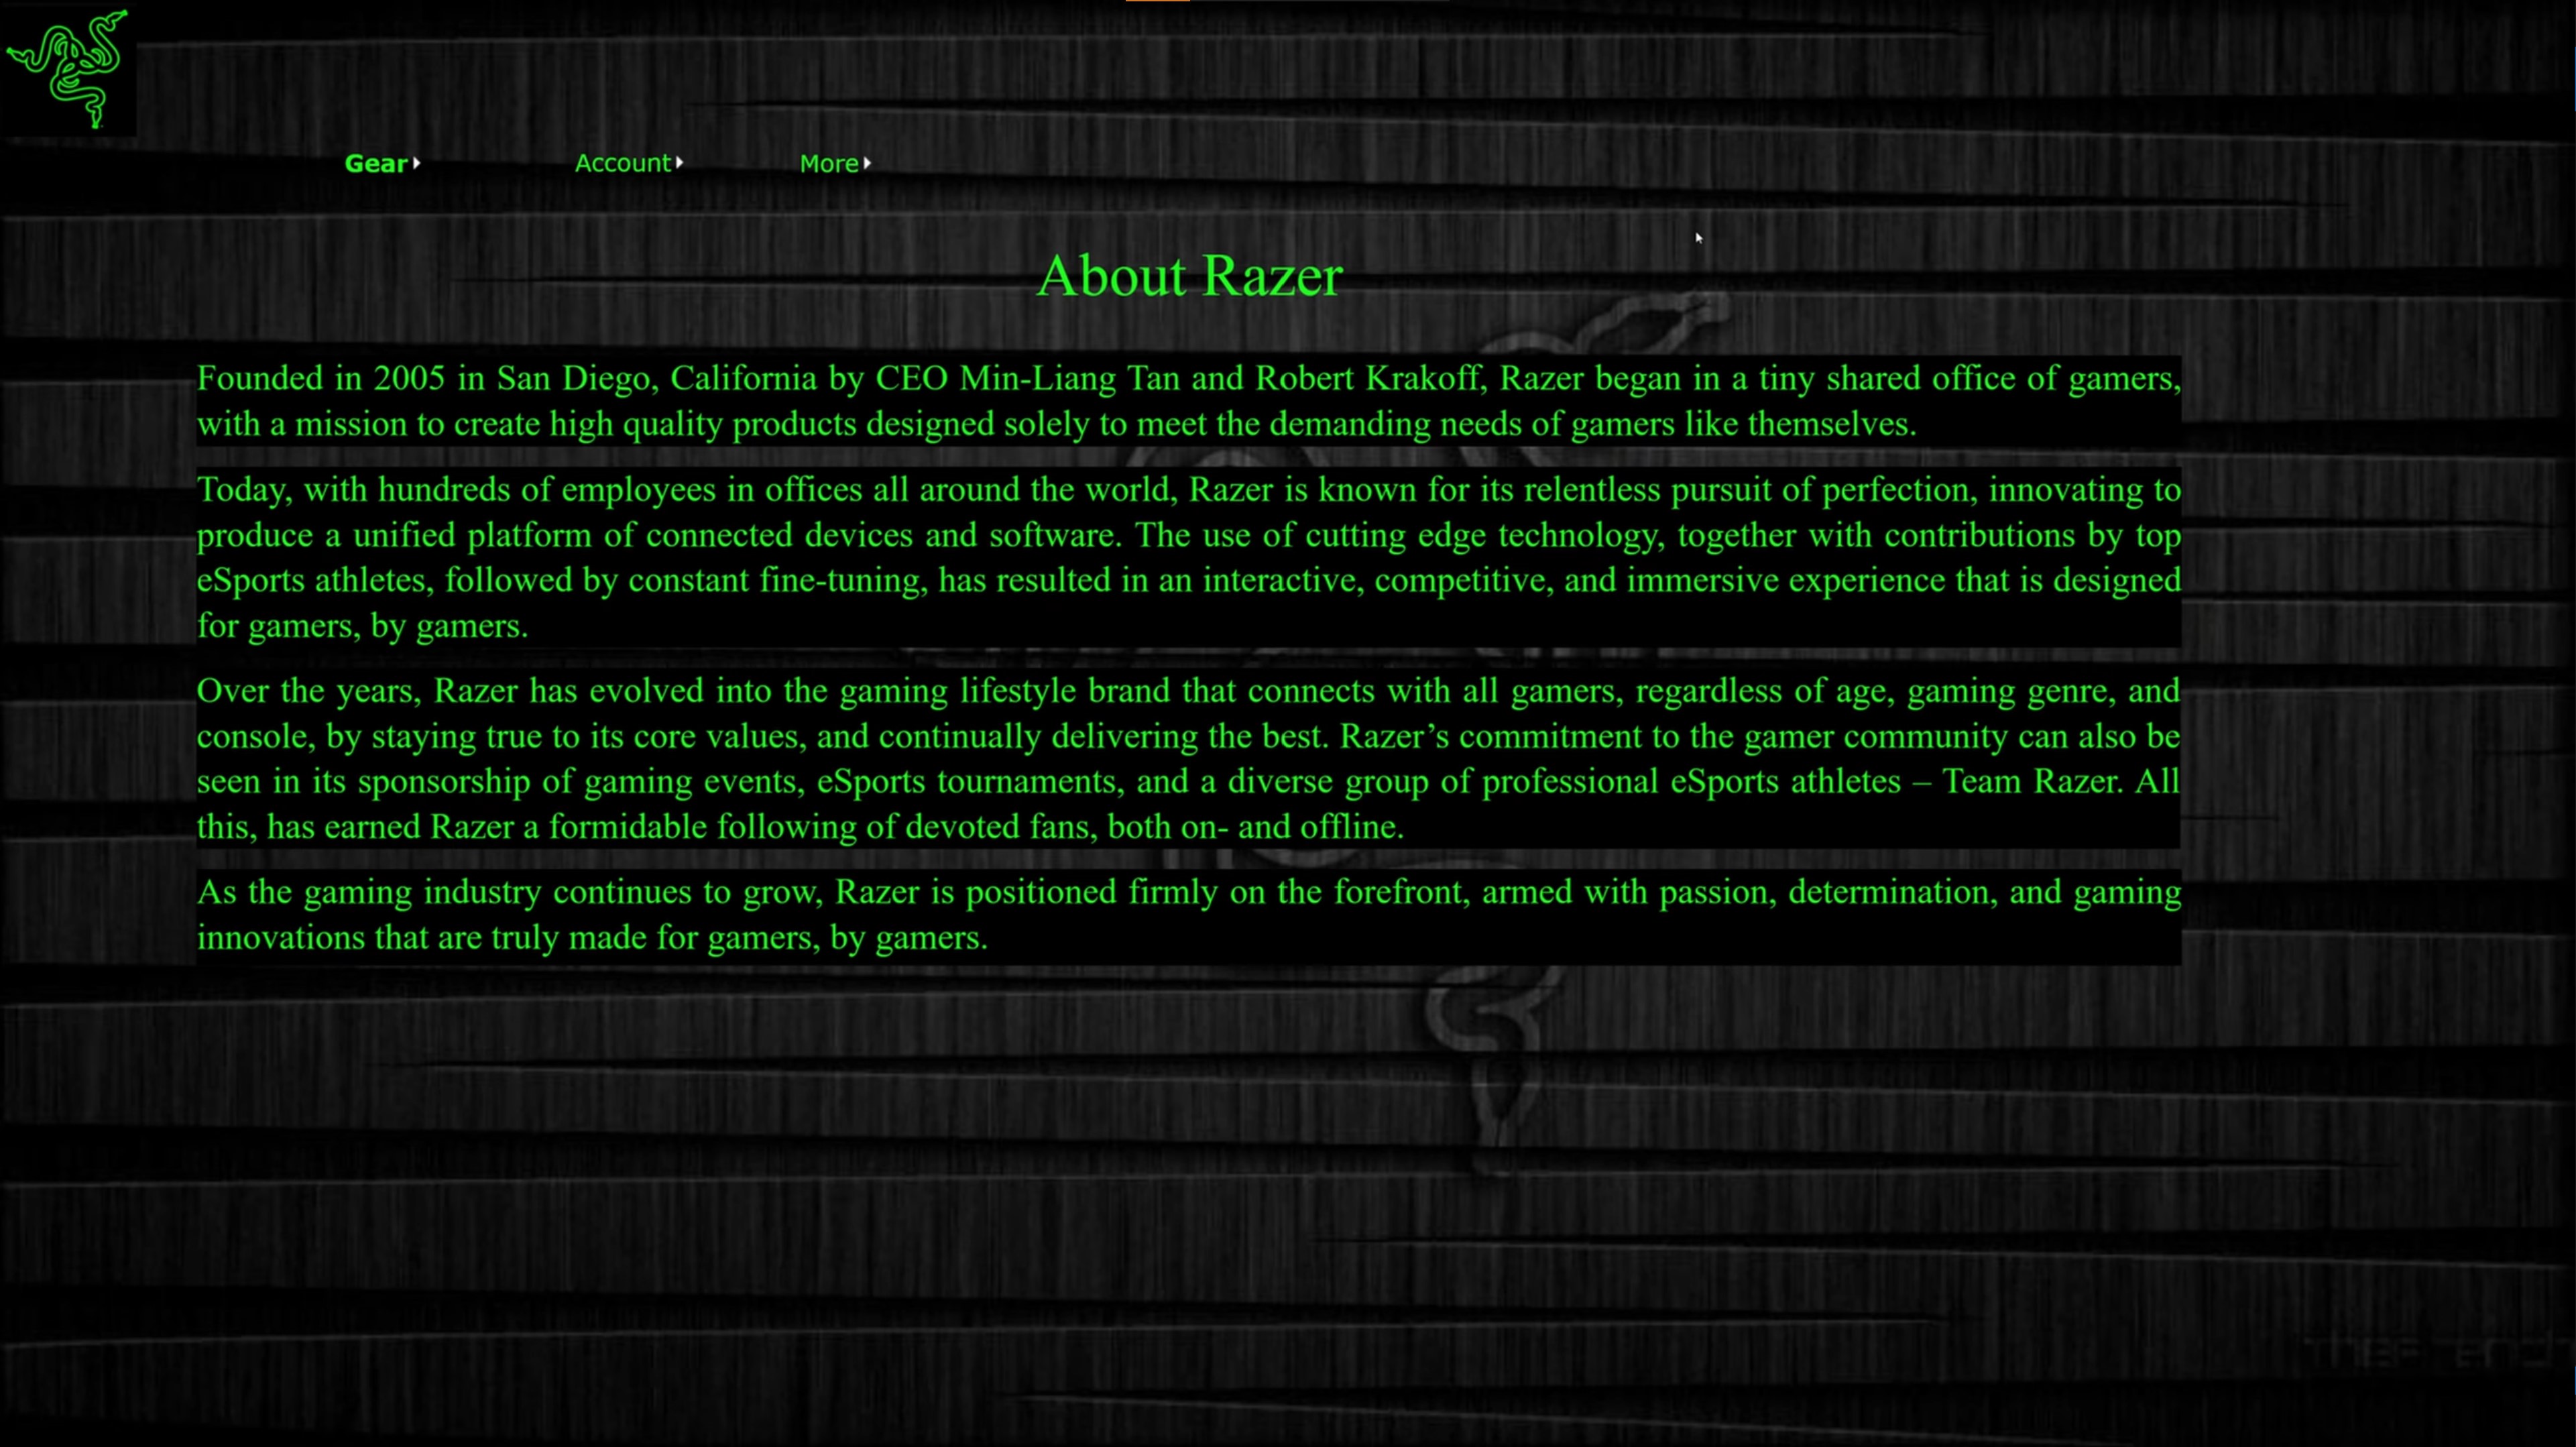 Gear
Account
More
About Razer
Founded in 2005 in San Diego, California by CEO Min-Liang Tan and Robert Krakoff, Razer began in a tiny shared office of gamers,
with a mission to create high quality products designed solely to meet the demanding needs of gamers like themselves.
Today, with hundreds of employees in offices all around the world, Razer is known for its relentless pursuit of perfection, innovating to
produce a unified platform of connected devices and software. The use of cutting edge technology, together with contributions by top
eSports athletes, followed by constant fine-tuning, has resulted in an interactive, competitive, and immersive experience that is designed
for gamers, by gamers.
Over the years, Razer has evolved into the gaming lifestyle brand that connects with all gamers, regardless of age, gaming genre, and
console, by staying true to its core values, and continually delivering the best. Razer’s commitment to the gamer community can also be
seen in its sponsorship of gaming events, eSports tournaments, and a diverse group of professional eSports athletes – Team Razer. All
this, has earned Razer a formidable following of devoted fans, both on- and offline.
As the gaming industry continues to grow, Razer is positioned firmly on the forefront, armed with passion, determination, and gaming
innovations that are truly made for gamers, by gamers.